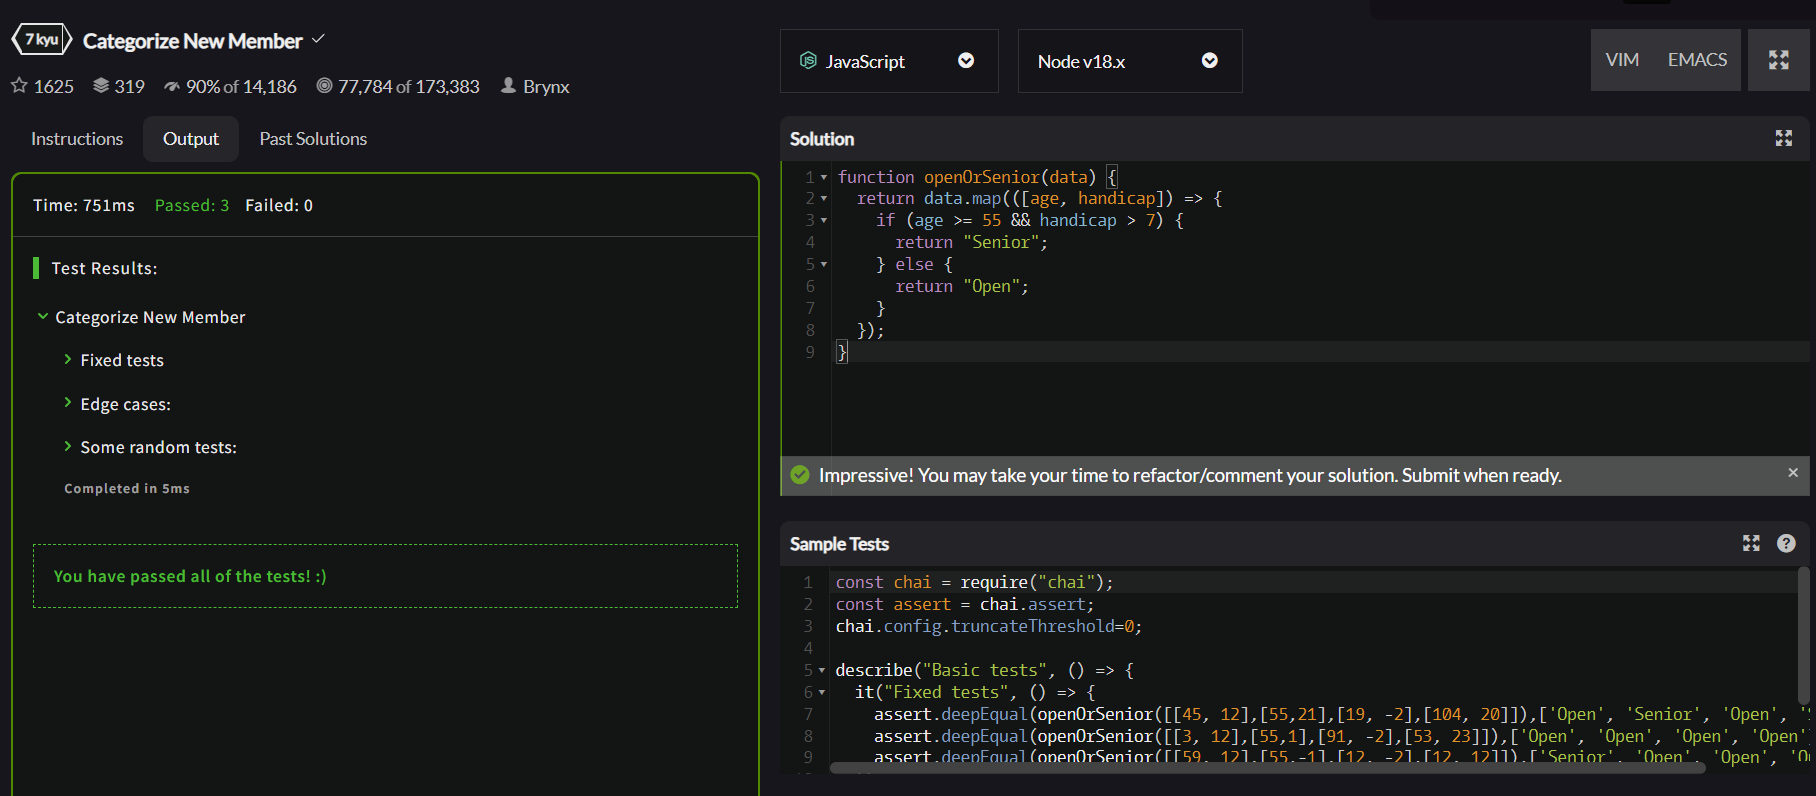 7 kyu Categorize New Member
1625 319 90% of 14,186 77,784 of 173,383 Brynx
Instructions Output Past Solutions
Time: 751ms Passed: 3 Failed: 0
Test Results:
Categorize New Member
Fixed tests
Edge cases:
Some random tests:
Completed in 5ms
You have passed all of the tests! :)
JavaScript Node v18.x VIM EMACS
Solution
1 function openOrSenior(data) {
2 return data.map(([age, handicap]) => {
3 if (age >= 55 && handicap > 7) {
4 return "Senior";
5 } else {
6 return "Open";
7 }
8 });
9 }
Impressive! You may take your time to refactor/comment your solution. Submit when ready.
Sample Tests
1 const chai = require("chai");
2 const assert = chai.assert;
3 chai.config.truncateThreshold=0;
4
5 describe("Basic tests", () => {
6 it("Fixed tests", () => {
7 assert.deepEqual(openOrSenior([[45, 12],[55,21],[19, -2],[104, 20]]),['Open', 'Senior', 'Open', '
8 assert.deepEqual(openOrSenior([[3, 12],[55,1],[91, -2],[53, 23]]),['Open', 'Open', 'Open', 'Open'
9 assert.deepEqual(openOrSenior([[59, 12],[55,-1],[12, -2],[12, 12]]),['Senior', 'Open', 'Open',